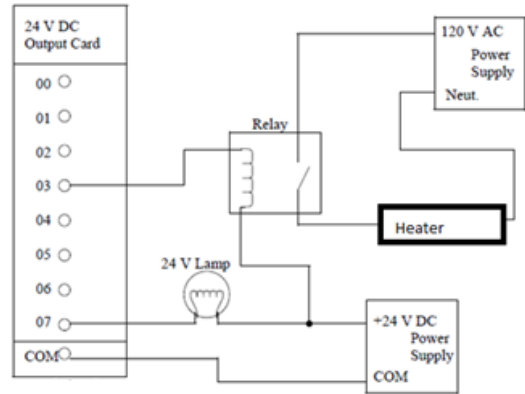 24 V DC
Output Card
00
01
02
03
04
05
06
07
COM
Relay
24 V Lamp
120 V AC
Power
Supply
Neut.
Heater
+24 V DC
Power
Supply
COM